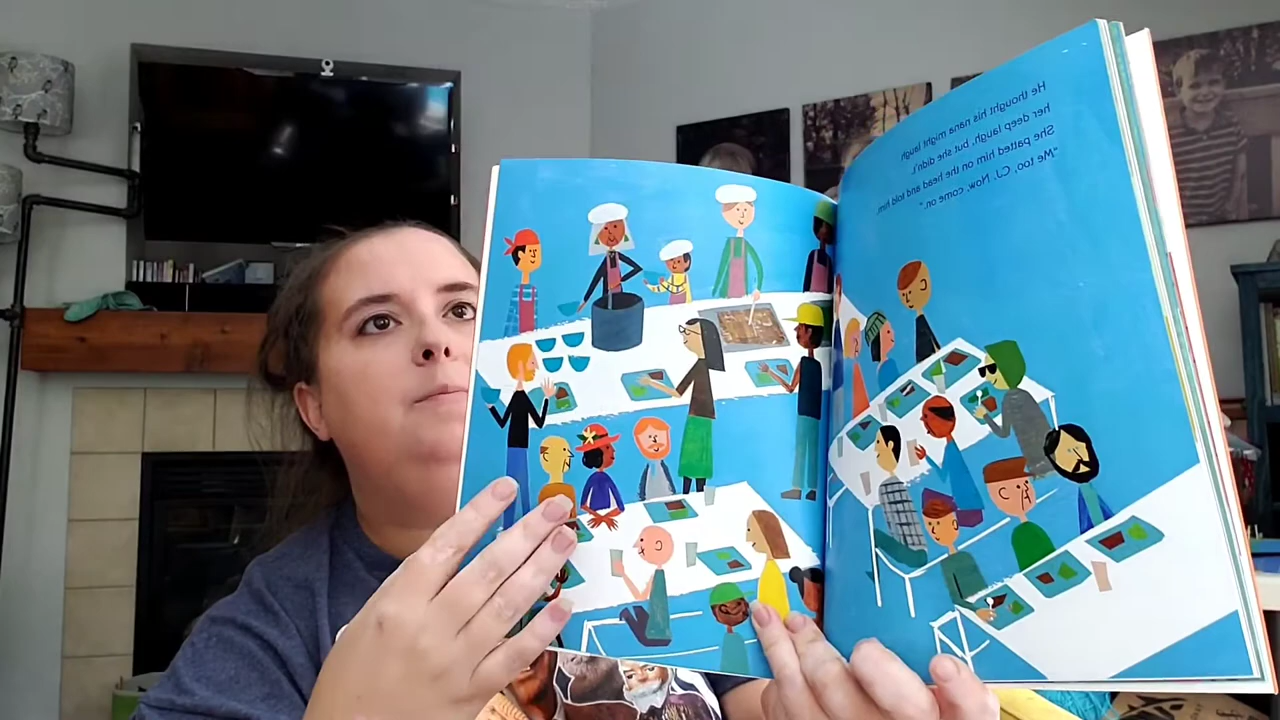 He thought his nana might laugh
her deep laugh, but she didn't.
She patted him on the head and told him,
"Me too, CJ. Now, come on."